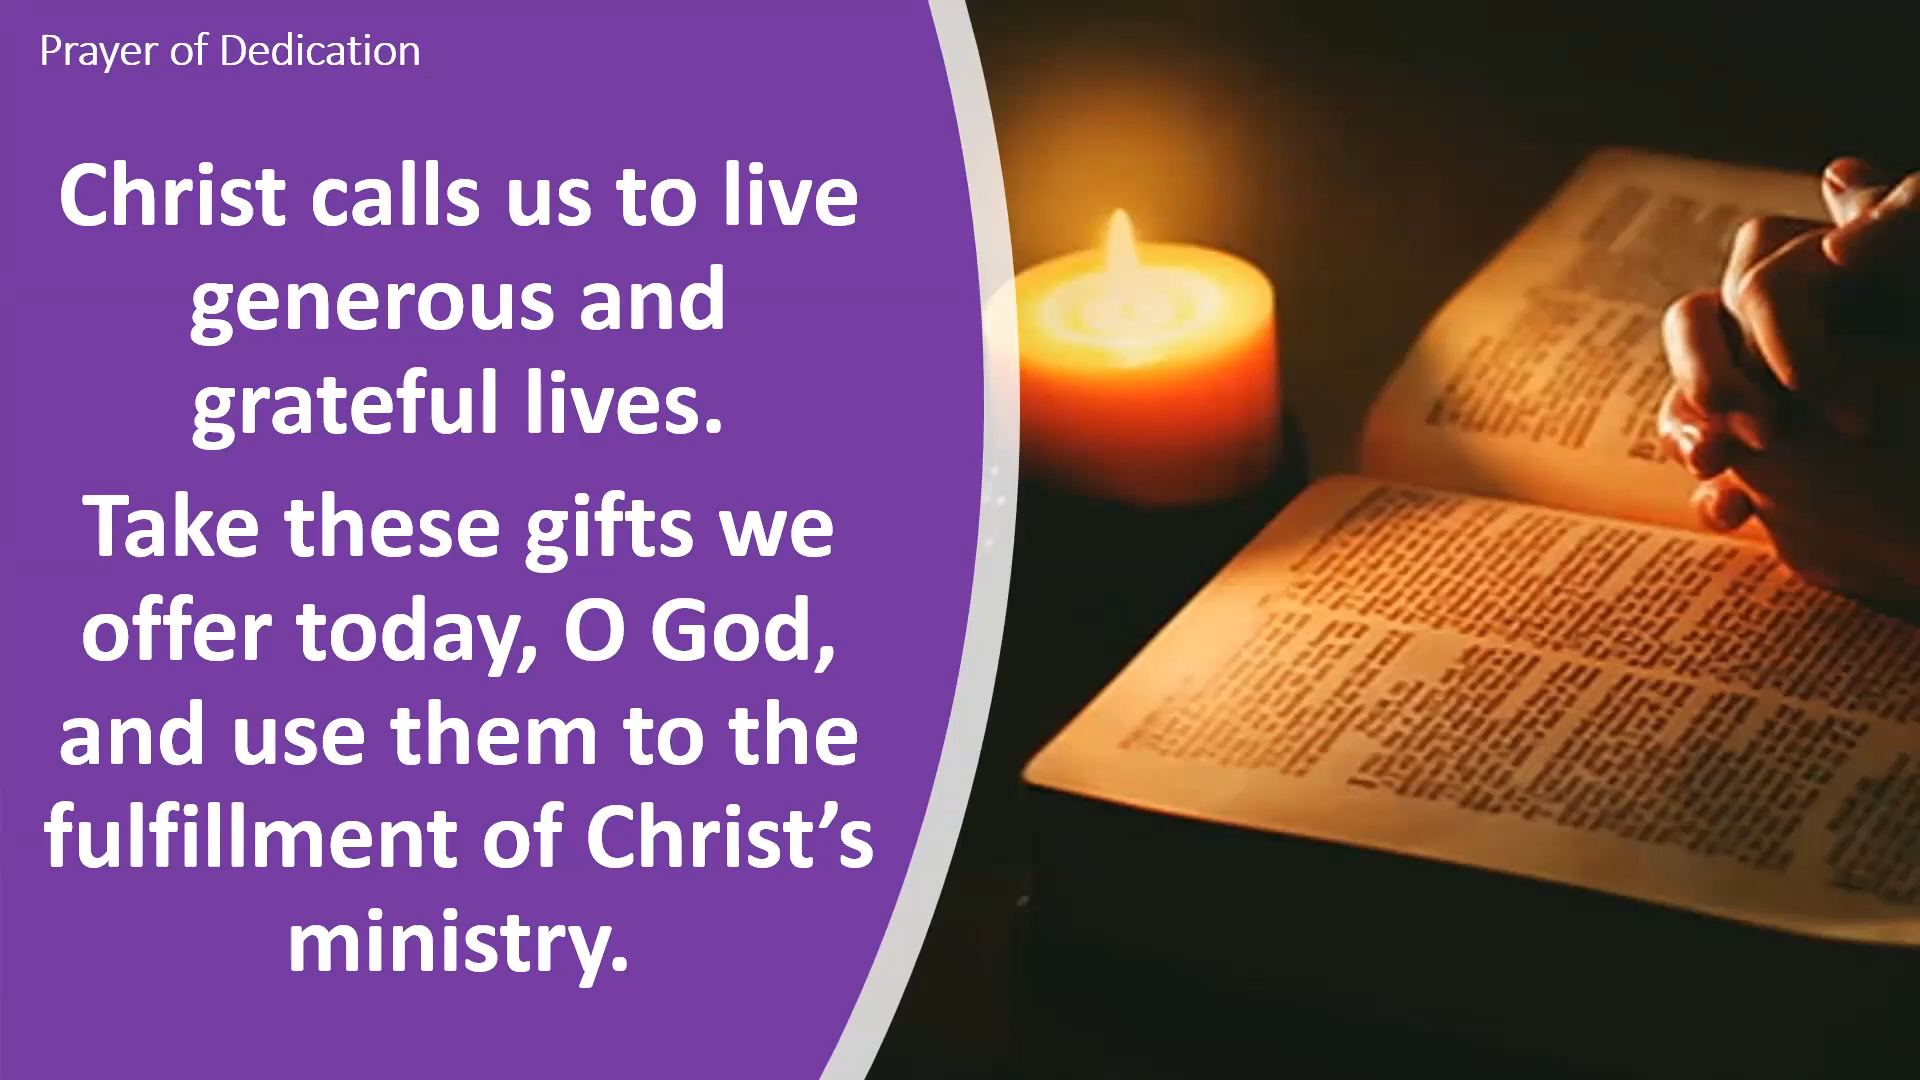 Prayer of Dedication
Christ calls us to live
generous and
grateful lives.
Take these gifts we
offer today, O God,
and use them to the
fulfillment of Christ’s
ministry.